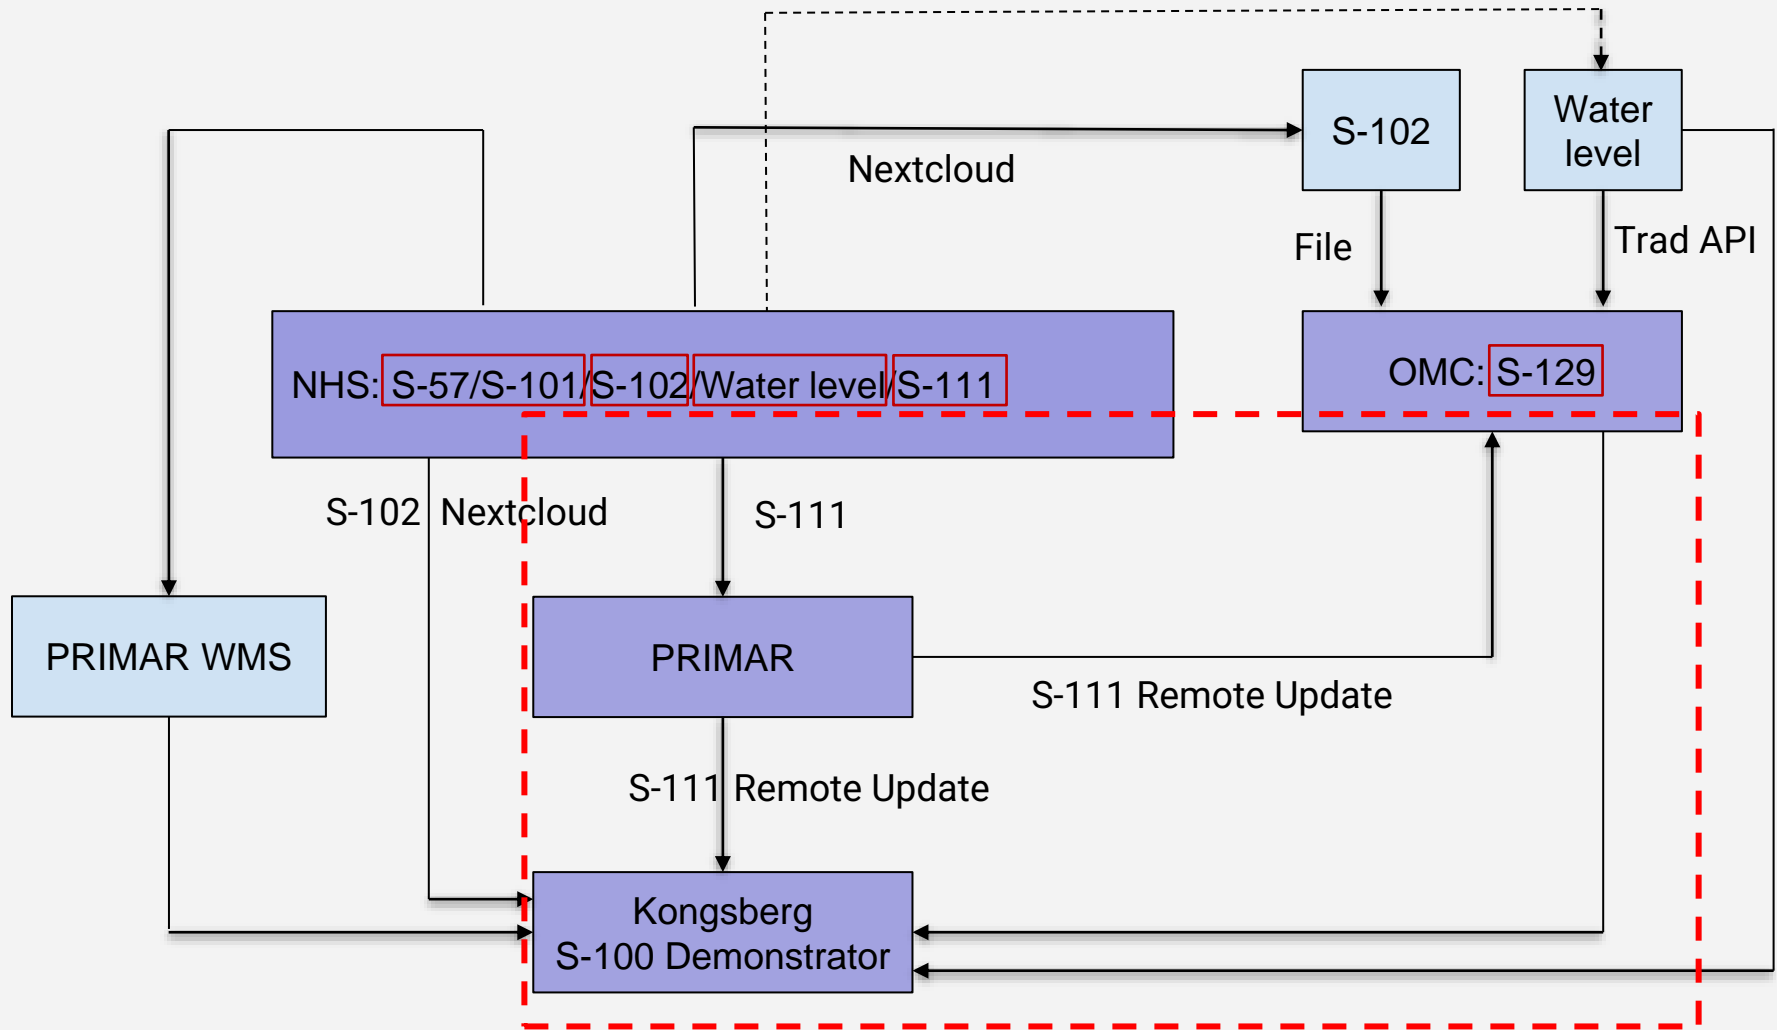 S-102
Water
level
Nextcloud
File
Trad API
NHS: S-57/S-101/S-102/Water level/S-111
OMC: S-129
S-102 Nextcloud
S-111
PRIMAR WMS
PRIMAR
S-111 Remote Update
S-111 Remote Update
Kongsberg
S-100 Demonstrator